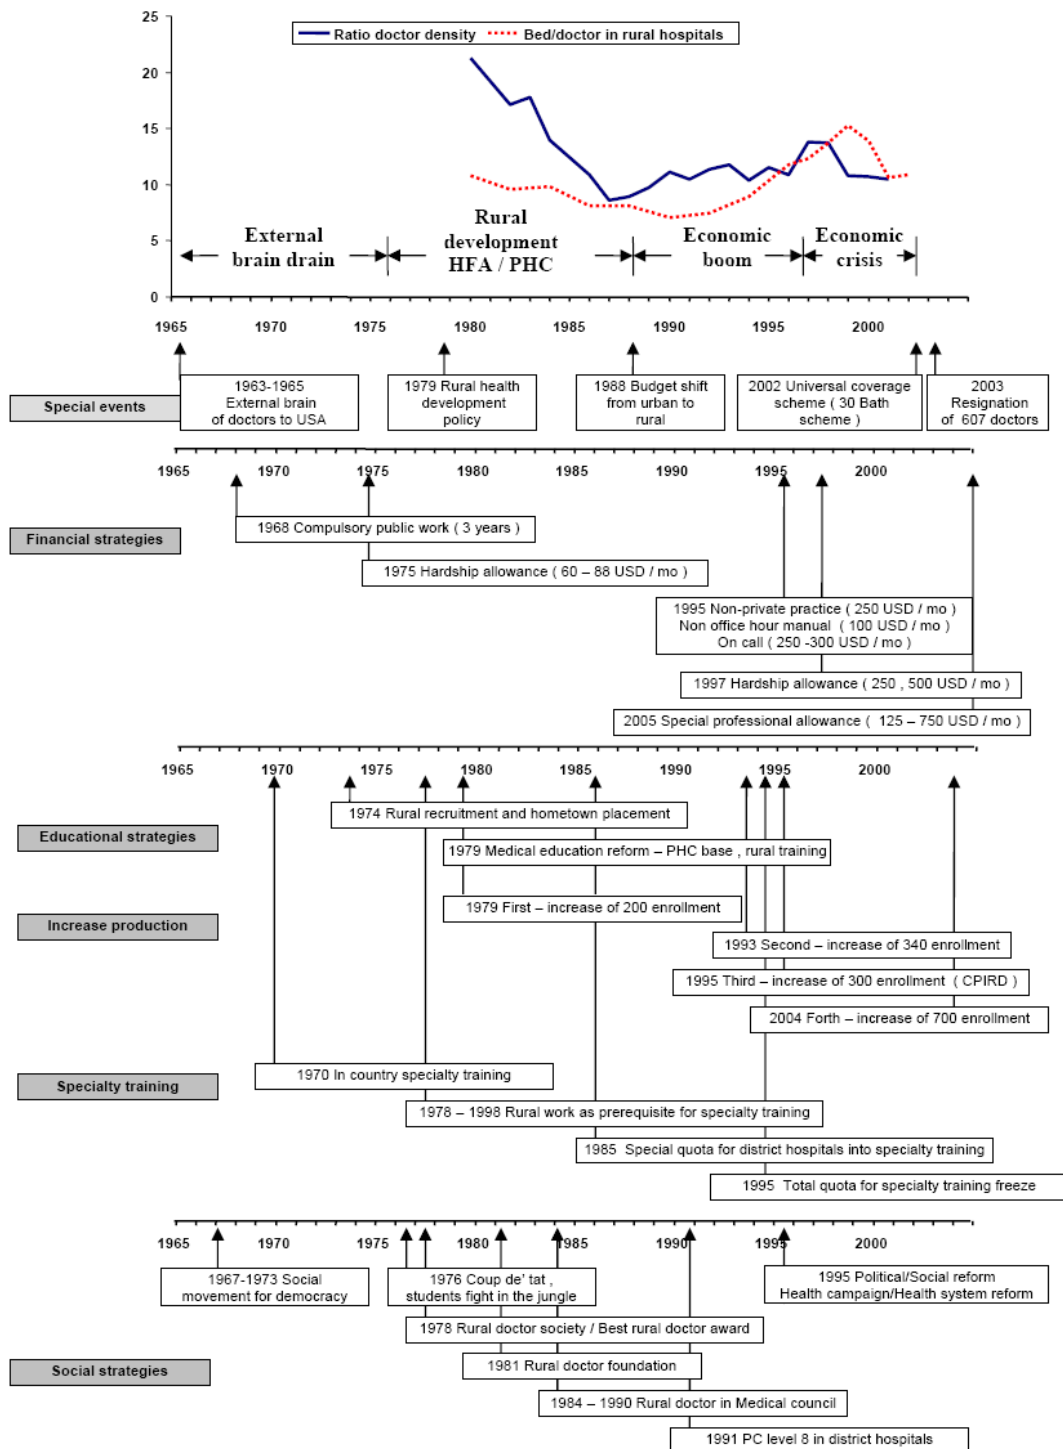 25
Ratio doctor density
Bed/doctor in rural hospitals
20
15
10
External
brain drain
Rural
development
HFA / PHC
Economic
boom
Economic
crisis
5
0
1965 1970 1975 1980 1985 1990 1995 2000
Special events
1963-1965
External brain
of doctors to USA
1979 Rural health
development
policy
1988 Budget shift
from urban to
rural
2002 Universal coverage
scheme ( 30 Bath
scheme )
2003
Resignation
of 607 doctors
1965 1970 1975 1980 1985 1990 1995 2000
Financial strategies
1968 Compulsory public work ( 3 years )
1975 Hardship allowance ( 60 – 88 USD / mo )
1995 Non-private practice ( 250 USD / mo )
Non office hour manual ( 100 USD / mo )
On call ( 250 -300 USD / mo )
1997 Hardship allowance ( 250 , 500 USD / mo )
2005 Special professional allowance ( 125 – 750 USD / mo )
1965 1970 1975 1980 1985 1990 1995 2000
Educational strategies
1974 Rural recruitment and hometown placement
1979 Medical education reform – PHC base , rural training
Increase production
1979 First – increase of 200 enrollment
1993 Second – increase of 340 enrollment
1995 Third – increase of 300 enrollment ( CPIRD )
2004 Forth – increase of 700 enrollment
Specialty training
1970 In country specialty training
1978 – 1998 Rural work as prerequisite for specialty training
1985 Special quota for district hospitals into specialty training
1995 Total quota for specialty training freeze
1965 1970 1975 1980 1985 1990 1995 2000
1967-1973 Social
movement for democracy
1976 Coup de' tat ,
students fight in the jungle
1995 Political/Social reform
Health campaign/Health system reform
1978 Rural doctor society / Best rural doctor award
Social strategies
1981 Rural doctor foundation
1984 – 1990 Rural doctor in Medical council
1991 PC level 8 in district hospitals